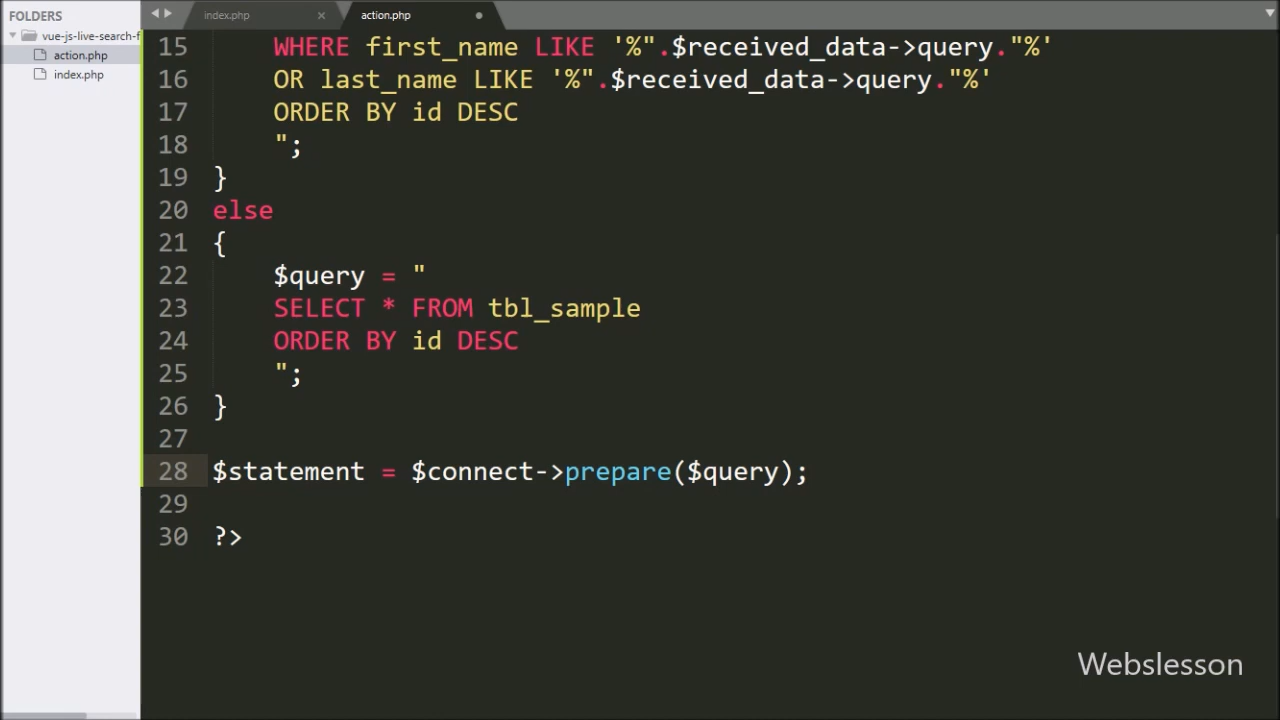 FOLDERS
vue-js-live-search-f
action.php
index.php
index.php ×
action.php
15 WHERE first_name LIKE '%".$received_data->query."%'
16 OR last_name LIKE '%".$received_data->query."%'
17 ORDER BY id DESC
18 ";
19 }
20 else
21 {
22 $query = "
23 SELECT * FROM tbl_sample
24 ORDER BY id DESC
25 ";
26 }
27
28 $statement = $connect->prepare($query);
29
30 ?>
Webslesson